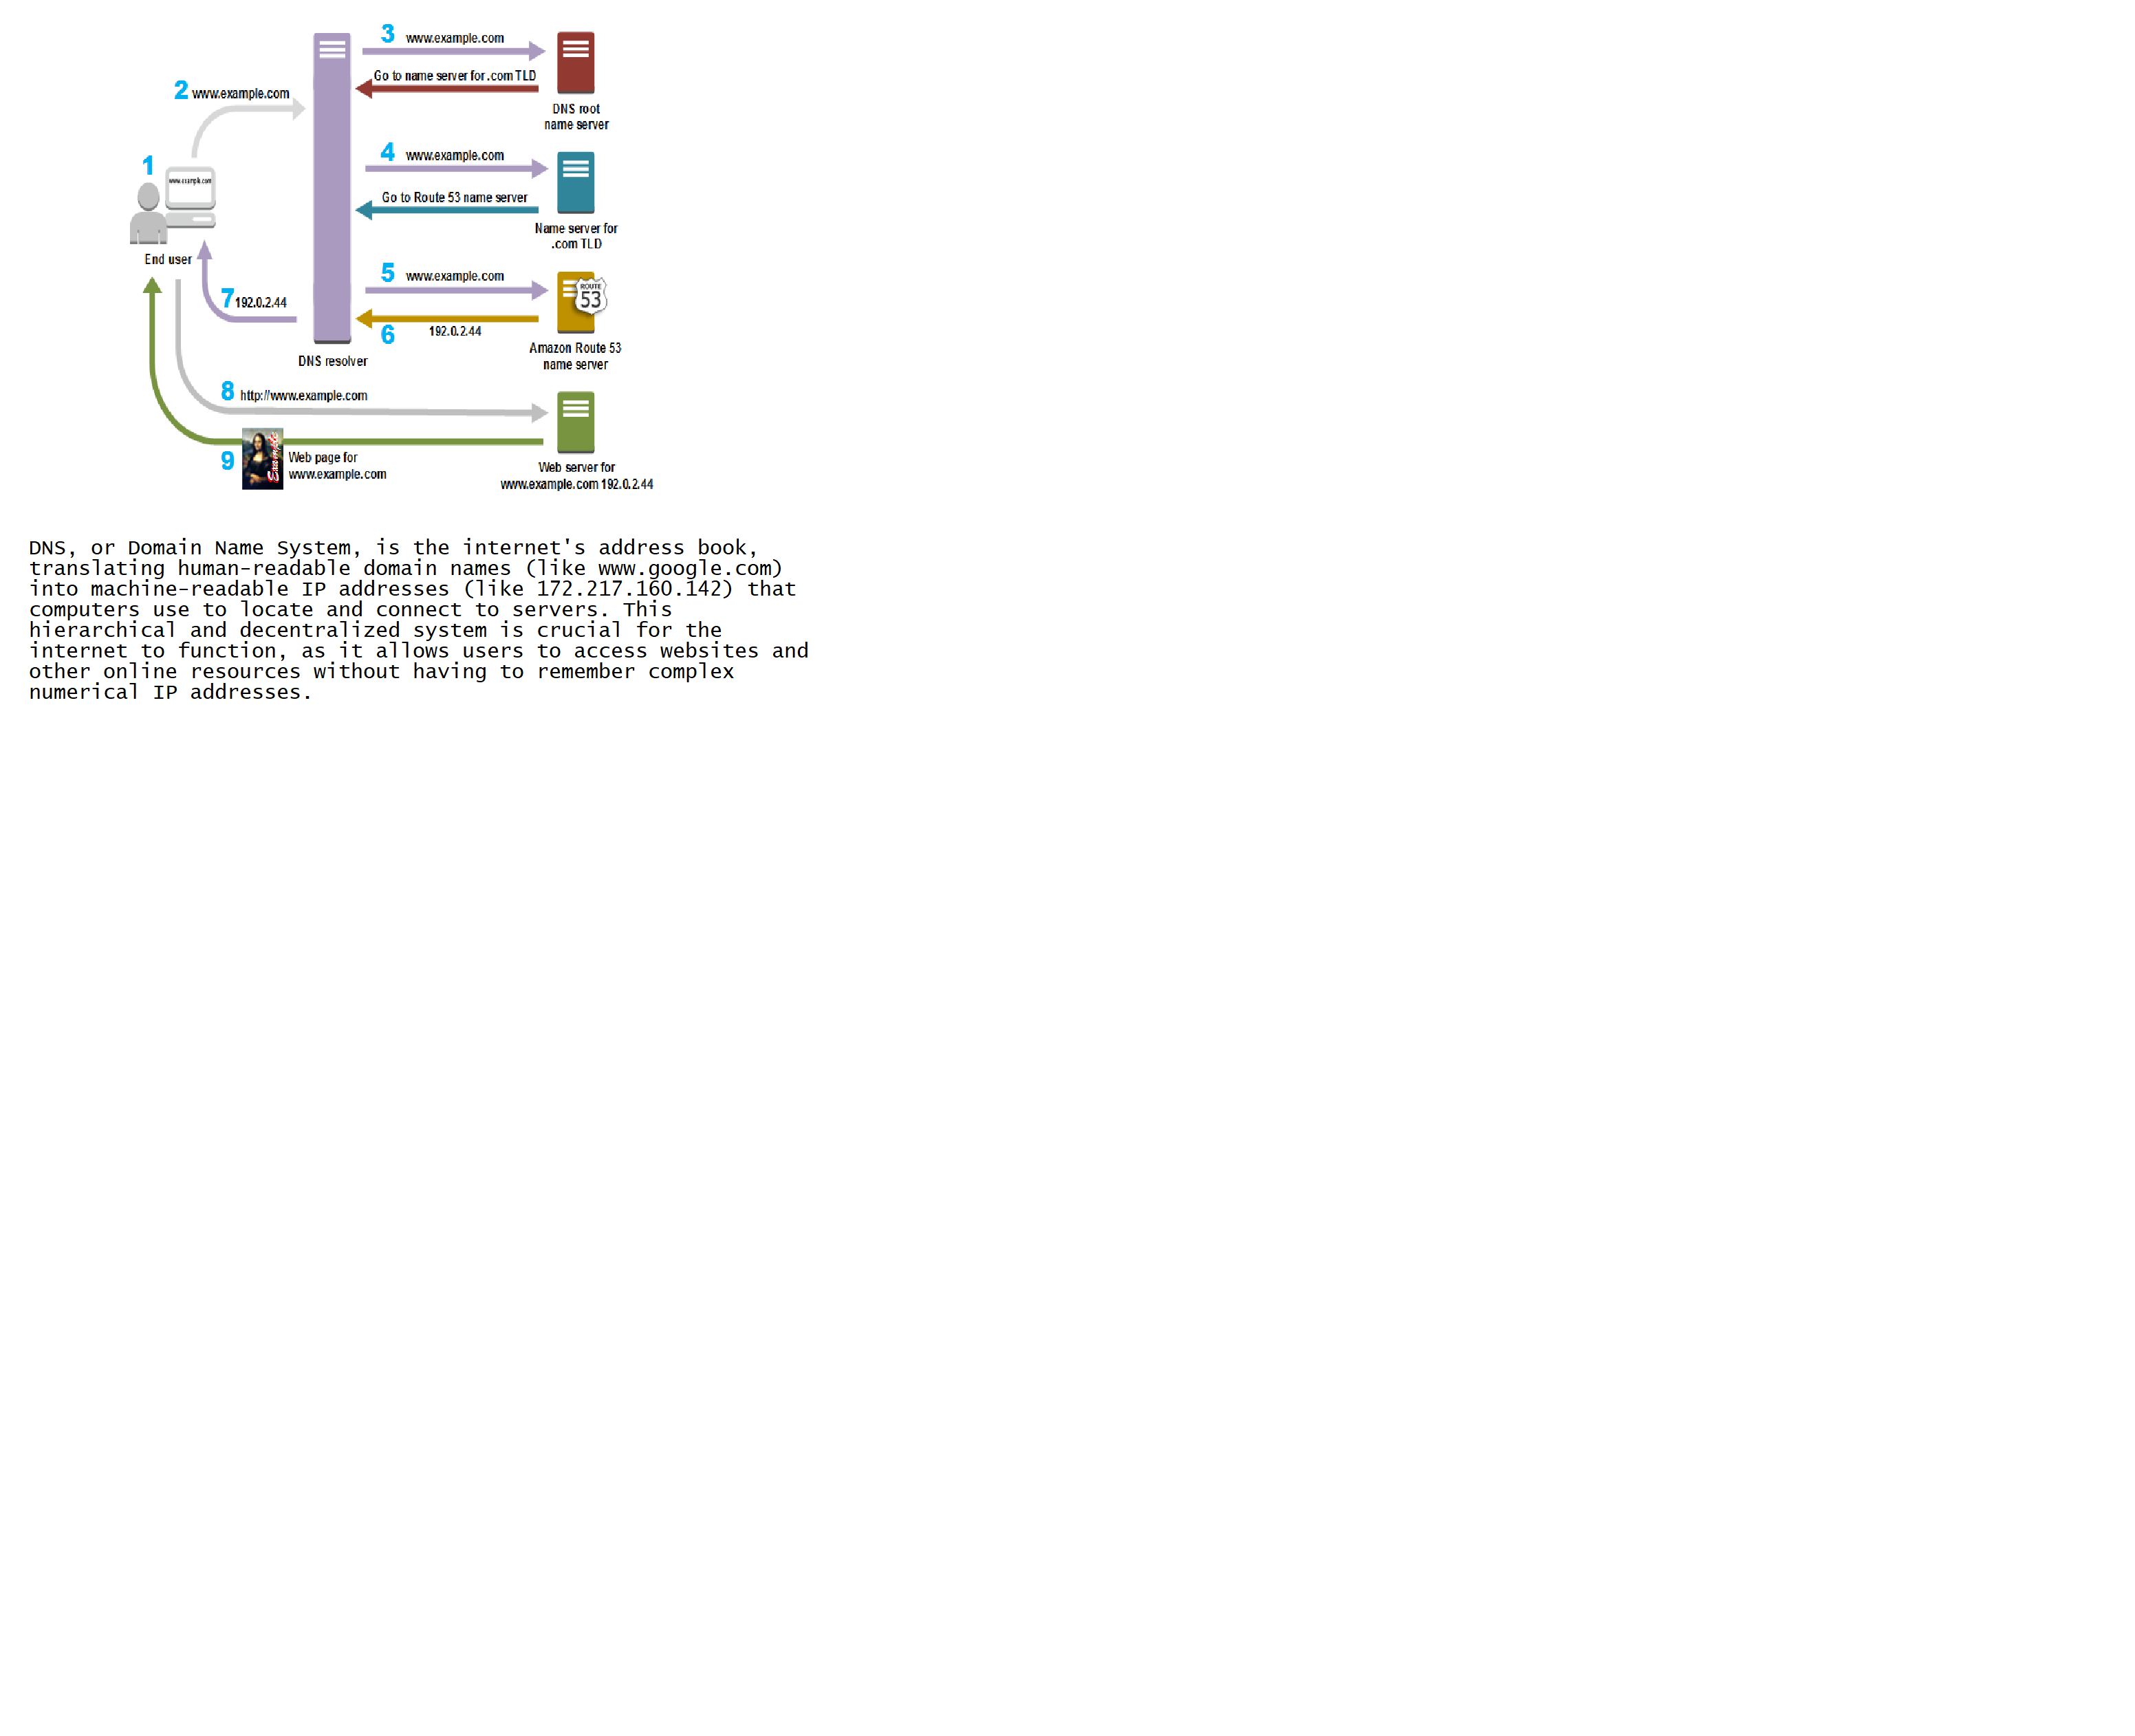 3 www.example.com
Go to name server for .com TLD
DNS root
name server
2 www.example.com
1
www.example.com
End user
4 www.example.com
Go to Route 53 name server
Name server for
.com TLD
5 www.example.com
ROUTE
53
6 192.0.2.44
Amazon Route 53
name server
7 192.0.2.44
DNS resolver
8 http://www.example.com
9
Example
Web page for
www.example.com
Web server for
www.example.com 192.0.2.44
DNS, or Domain Name System, is the internet's address book,
translating human-readable domain names (like www.google.com)
into machine-readable IP addresses (like 172.217.160.142) that
computers use to locate and connect to servers. This
hierarchical and decentralized system is crucial for the
internet to function, as it allows users to access websites and
other online resources without having to remember complex
numerical IP addresses.